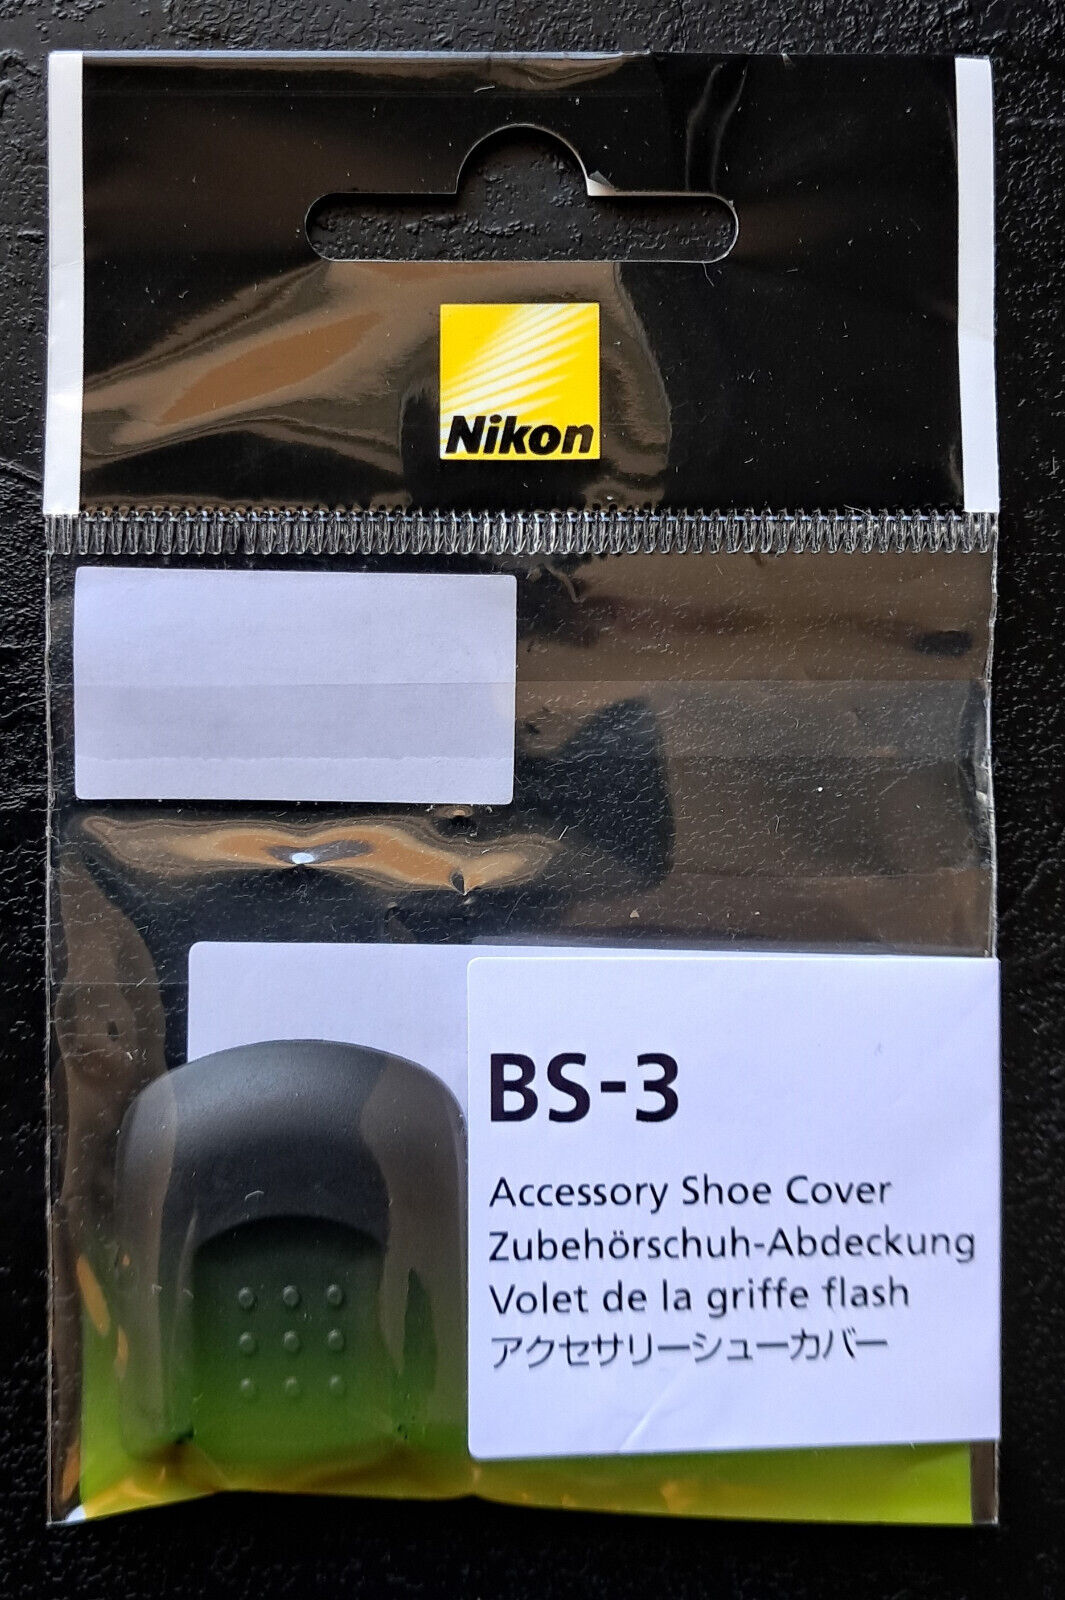 Nikon
BS-3
Accessory Shoe Cover
Zubehörschuh-Abdeckung
Volet de la griffe flash
アクセサリーシューカバー